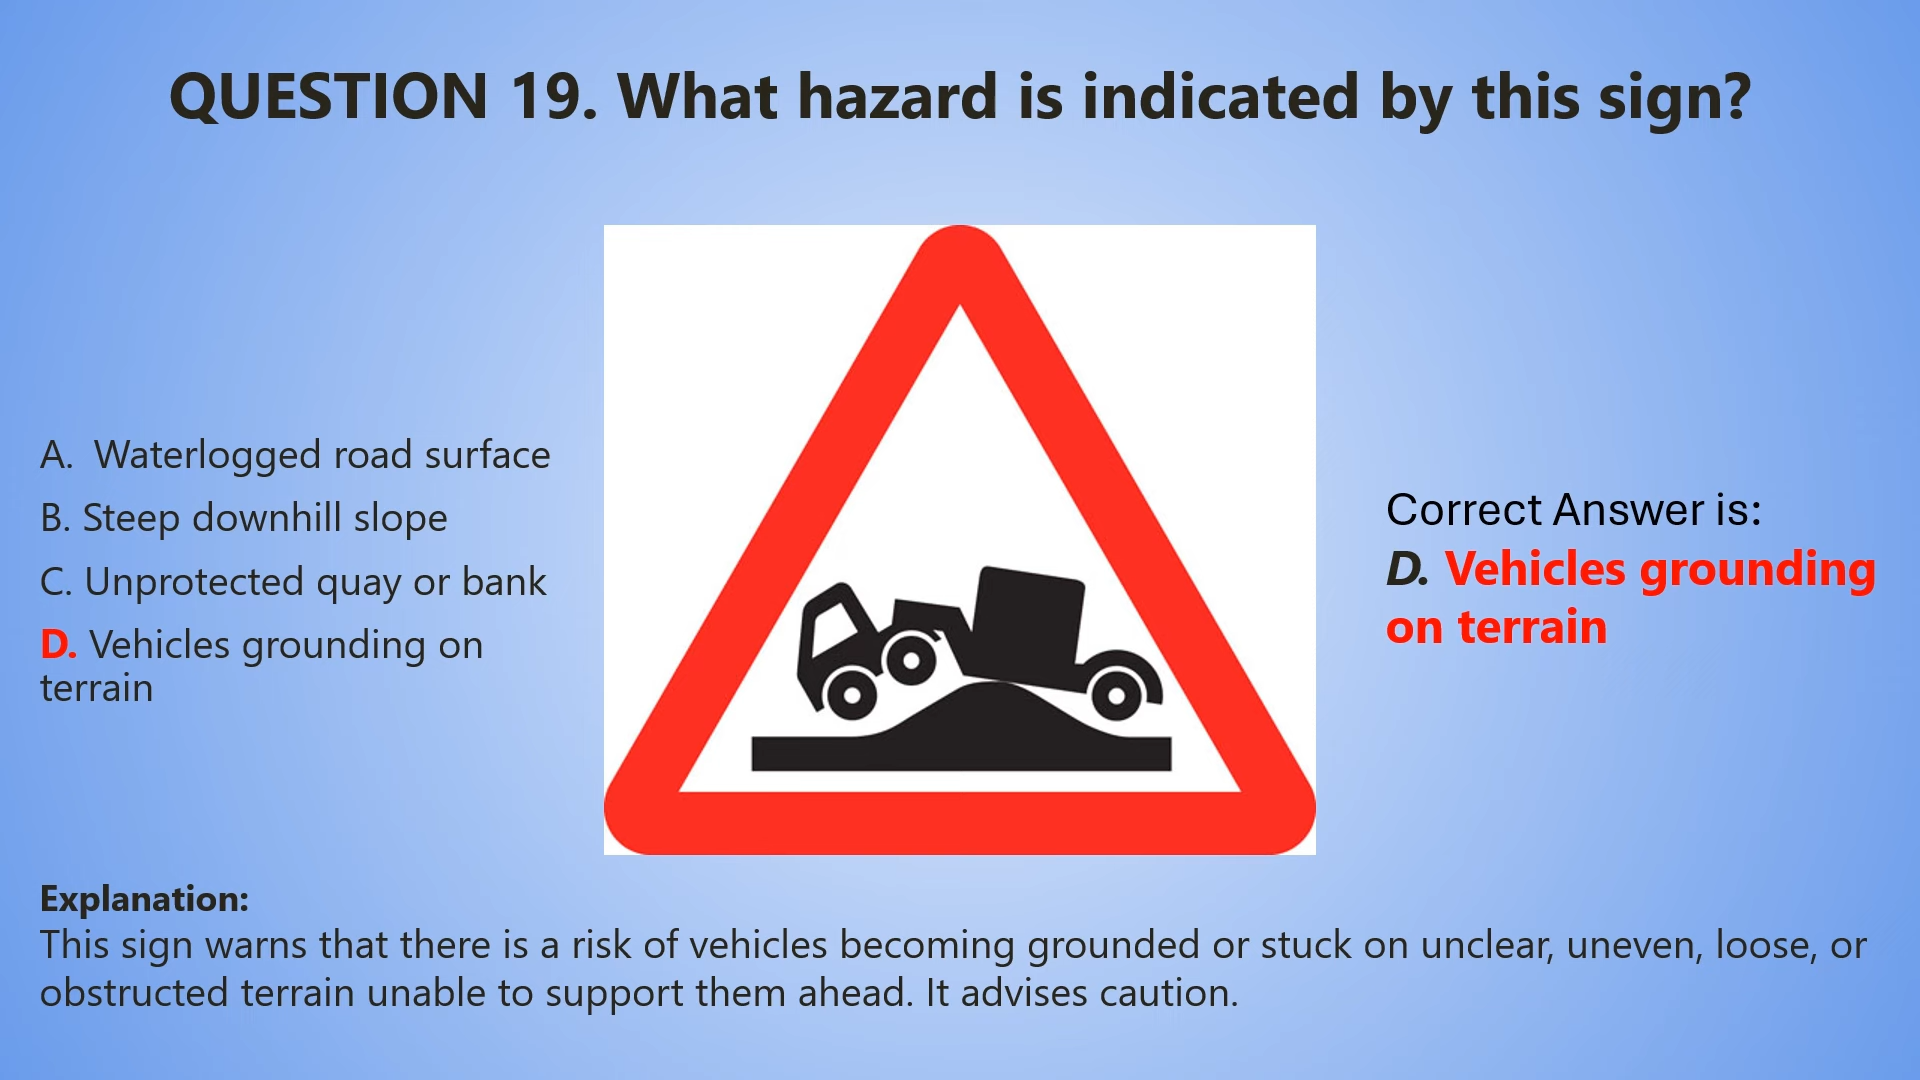 QUESTION 19. What hazard is indicated by this sign?
A. Waterlogged road surface
B. Steep downhill slope
C. Unprotected quay or bank
D. Vehicles grounding on
terrain
Correct Answer is:
D. Vehicles grounding
on terrain
Explanation:
This sign warns that there is a risk of vehicles becoming grounded or stuck on unclear, uneven, loose, or
obstructed terrain unable to support them ahead. It advises caution.